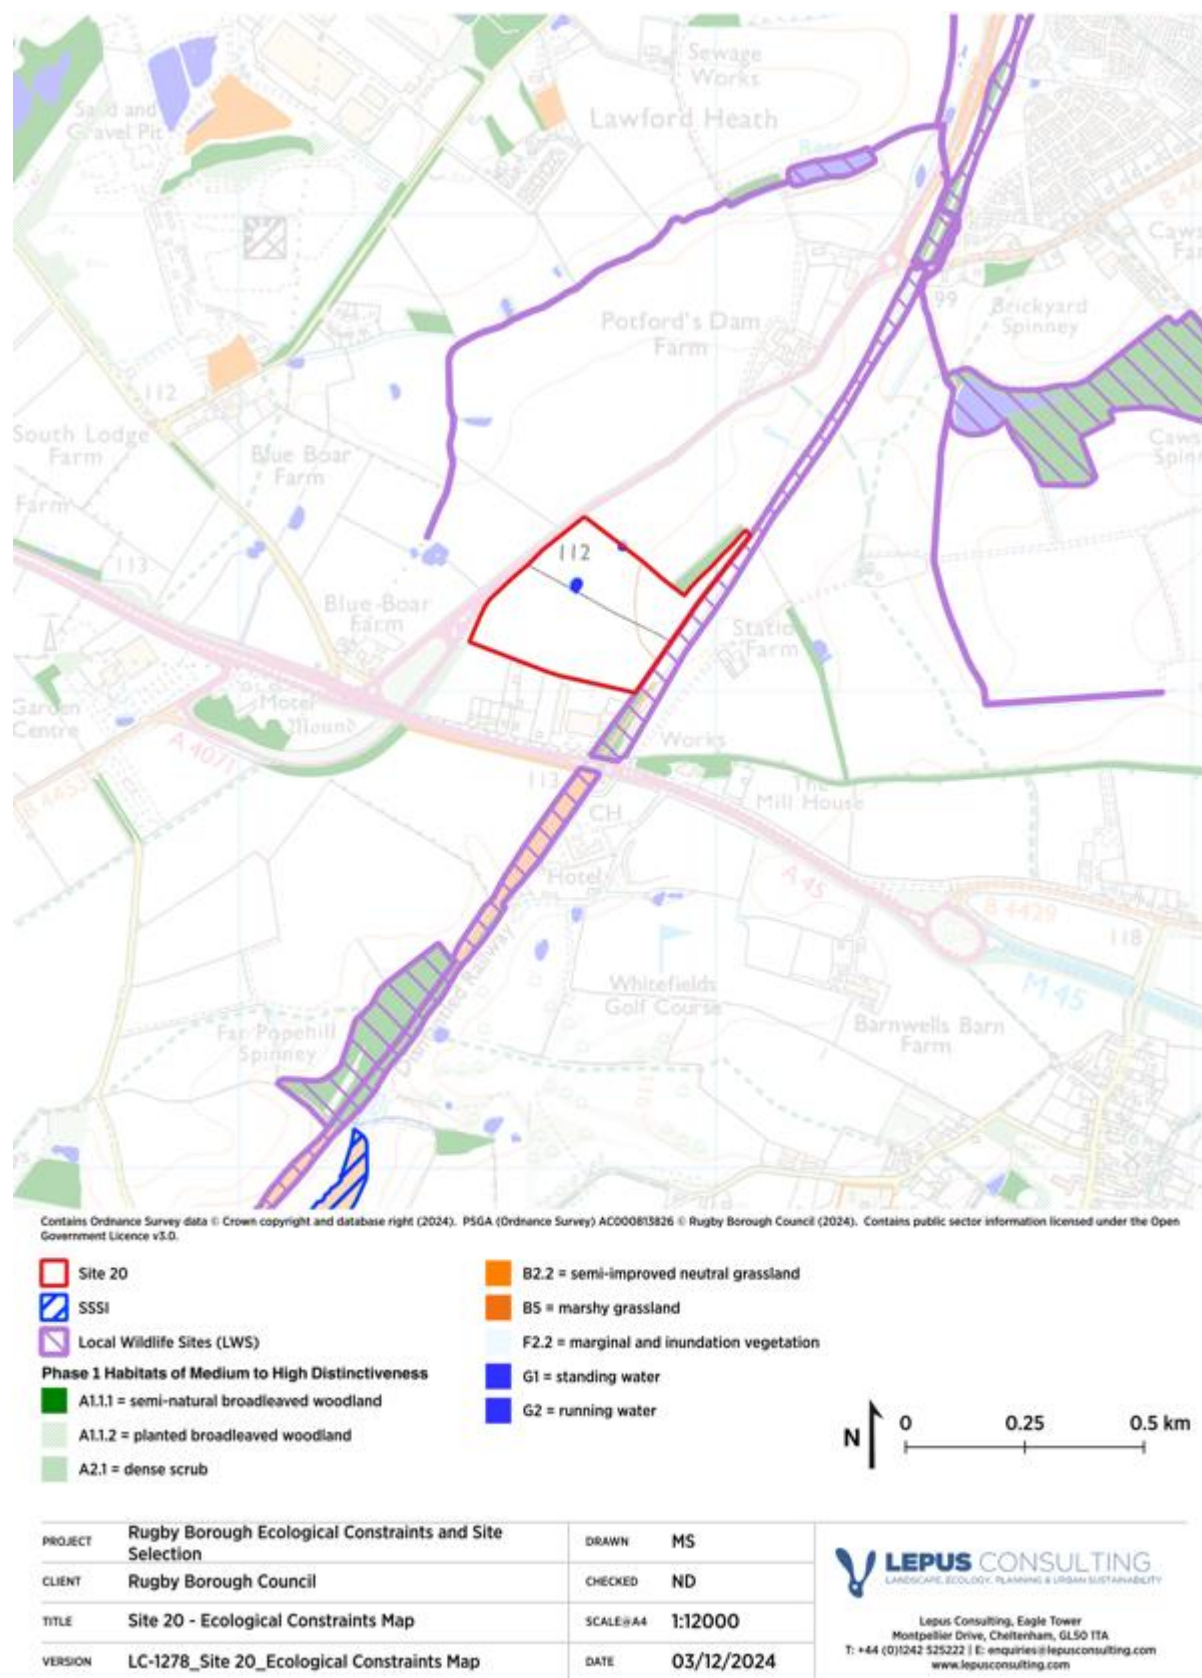 Sewage
Works
Sand and
Gravel Pit
Lawford Heath
B 4
Caws
Far
99
Brickyard
Spinney
Potford's Dam
Farm
112
South Lodge
Farm
Blue Boar
Farm
Caws
Spin
Farm
112
113
Blue-Boar
Farm
Station
Farm
Garden
Centre
Motel
Mound
A 4071
Works
B 4453
113
The
Mill House
CH
Hotel
A 45
B 4429
118
Dismantled Railway
Whitefields
Golf Course
M 45
Far Popehill
Spinney
Barnwells Barn
Farm
Contains Ordnance Survey data © Crown copyright and database right (2024). PSGA (Ordnance Survey) AC000813826 © Rugby Borough Council (2024). Contains public sector information licensed under the Open
Government Licence v3.0.
Site 20
SSSI
Local Wildlife Sites (LWS)
Phase 1 Habitats of Medium to High Distinctiveness
A1.1.1 = semi-natural broadleaved woodland
A1.1.2 = planted broadleaved woodland
A2.1 = dense scrub
B2.2 = semi-improved neutral grassland
B5 = marshy grassland
F2.2 = marginal and inundation vegetation
G1 = standing water
G2 = running water
N
0 0.25 0.5 km
PROJECT Rugby Borough Ecological Constraints and Site
Selection
CLIENT Rugby Borough Council
TITLE Site 20 - Ecological Constraints Map
VERSION LC-1278_Site 20_Ecological Constraints Map
DRAWN MS
CHECKED ND
SCALE@A4 1:12000
DATE 03/12/2024
LEPUS CONSULTING
LANDSCAPE, ECOLOGY, PLANNING & URBAN SUSTAINABILITY
Lepus Consulting, Eagle Tower
Montpellier Drive, Cheltenham, GL50 1TA
T: +44 (0)1242 525222 | E: enquiries@lepusconsulting.com
www.lepusconsulting.com